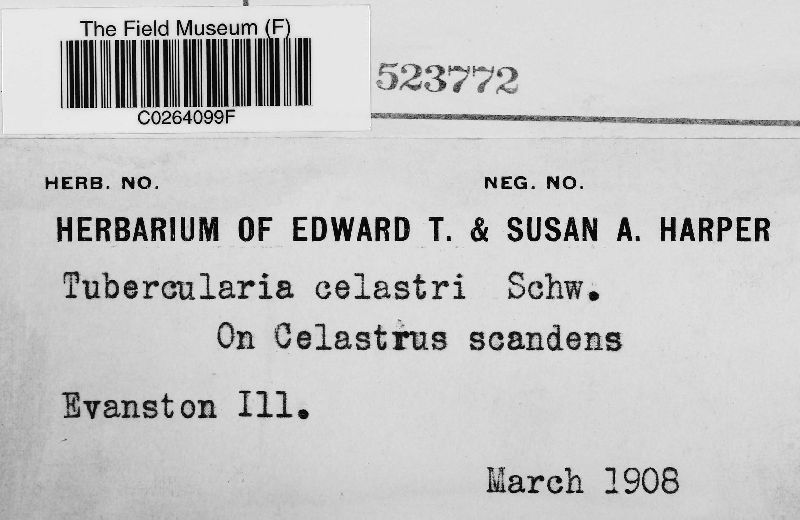 The Field Museum (F)
C0264099F
523772
HERB. NO. NEG. NO.
HERBARIUM OF EDWARD T. & SUSAN A. HARPER
Tubercularia celastri Schw.
On Celastrus scandens
Evanston Ill.
March 1908